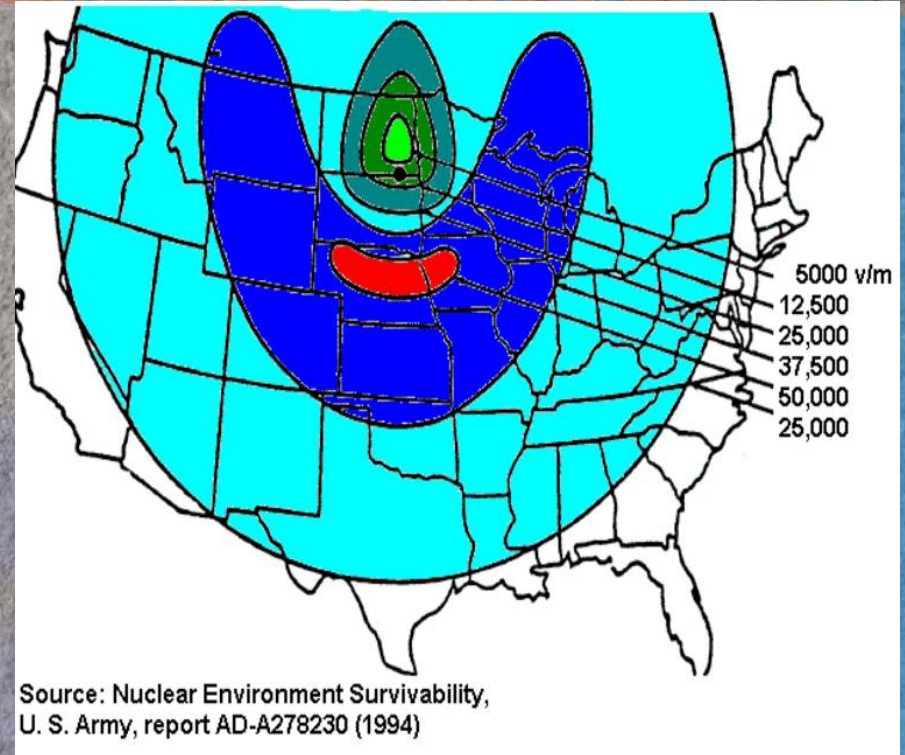 5000 v/m
12,500
25,000
37,500
50,000
25,000
Source: Nuclear Environment Survivability,
U. S. Army, report AD-A278230 (1994)